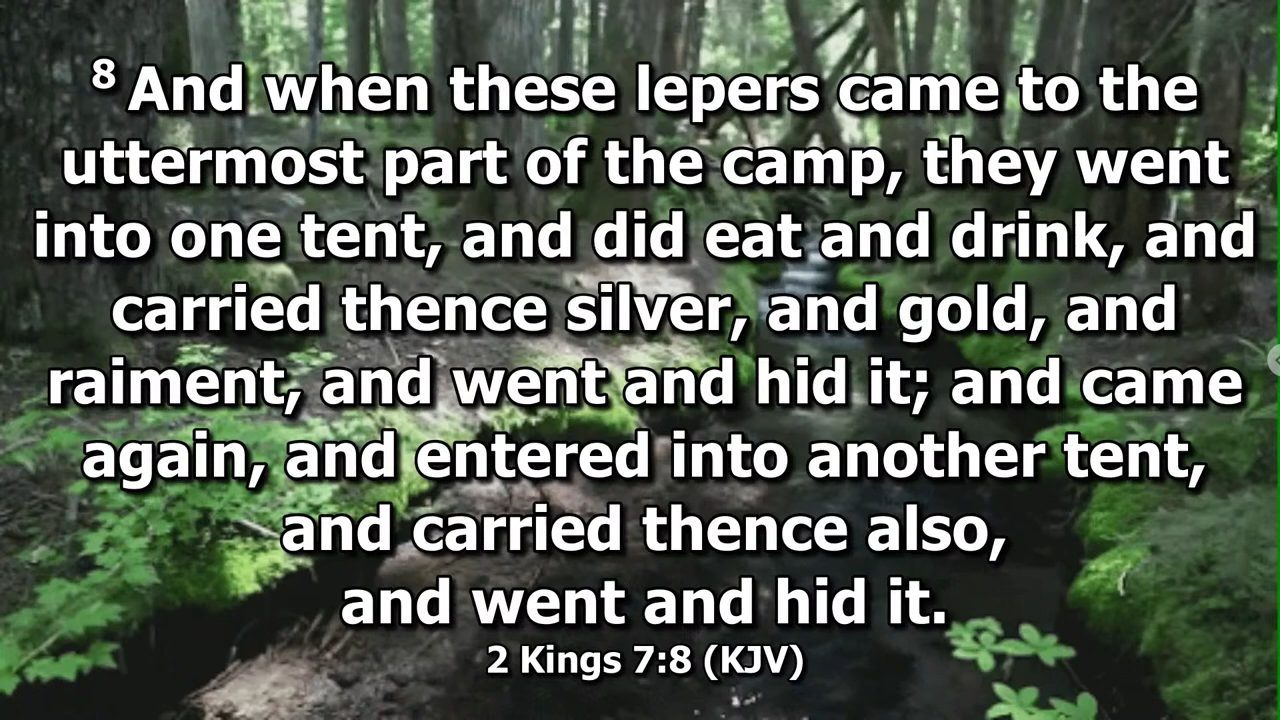 8 And when these lepers came to the
uttermost part of the camp, they went
into one tent, and did eat and drink, and
carried thence silver, and gold, and
raiment, and went and hid it; and came
again, and entered into another tent,
and carried thence also,
and went and hid it.
2 Kings 7:8 (KJV)